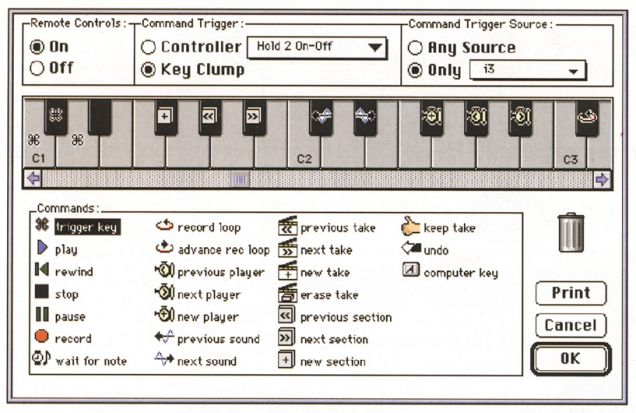 Remote Controls: Command Trigger: Command Trigger Source:
On Controller Hold 2 On-Off Any Source
Off Key Clump Only i3
⌘ ⌘
C1 C2 C3
Commands:
⌘ trigger key record loop previous take keep take
play advance rec loop next take undo
rewind previous player new take A computer key
stop next player erase take
pause new player previous section
record previous sound next section
wait for note next sound new section
Print
Cancel
OK